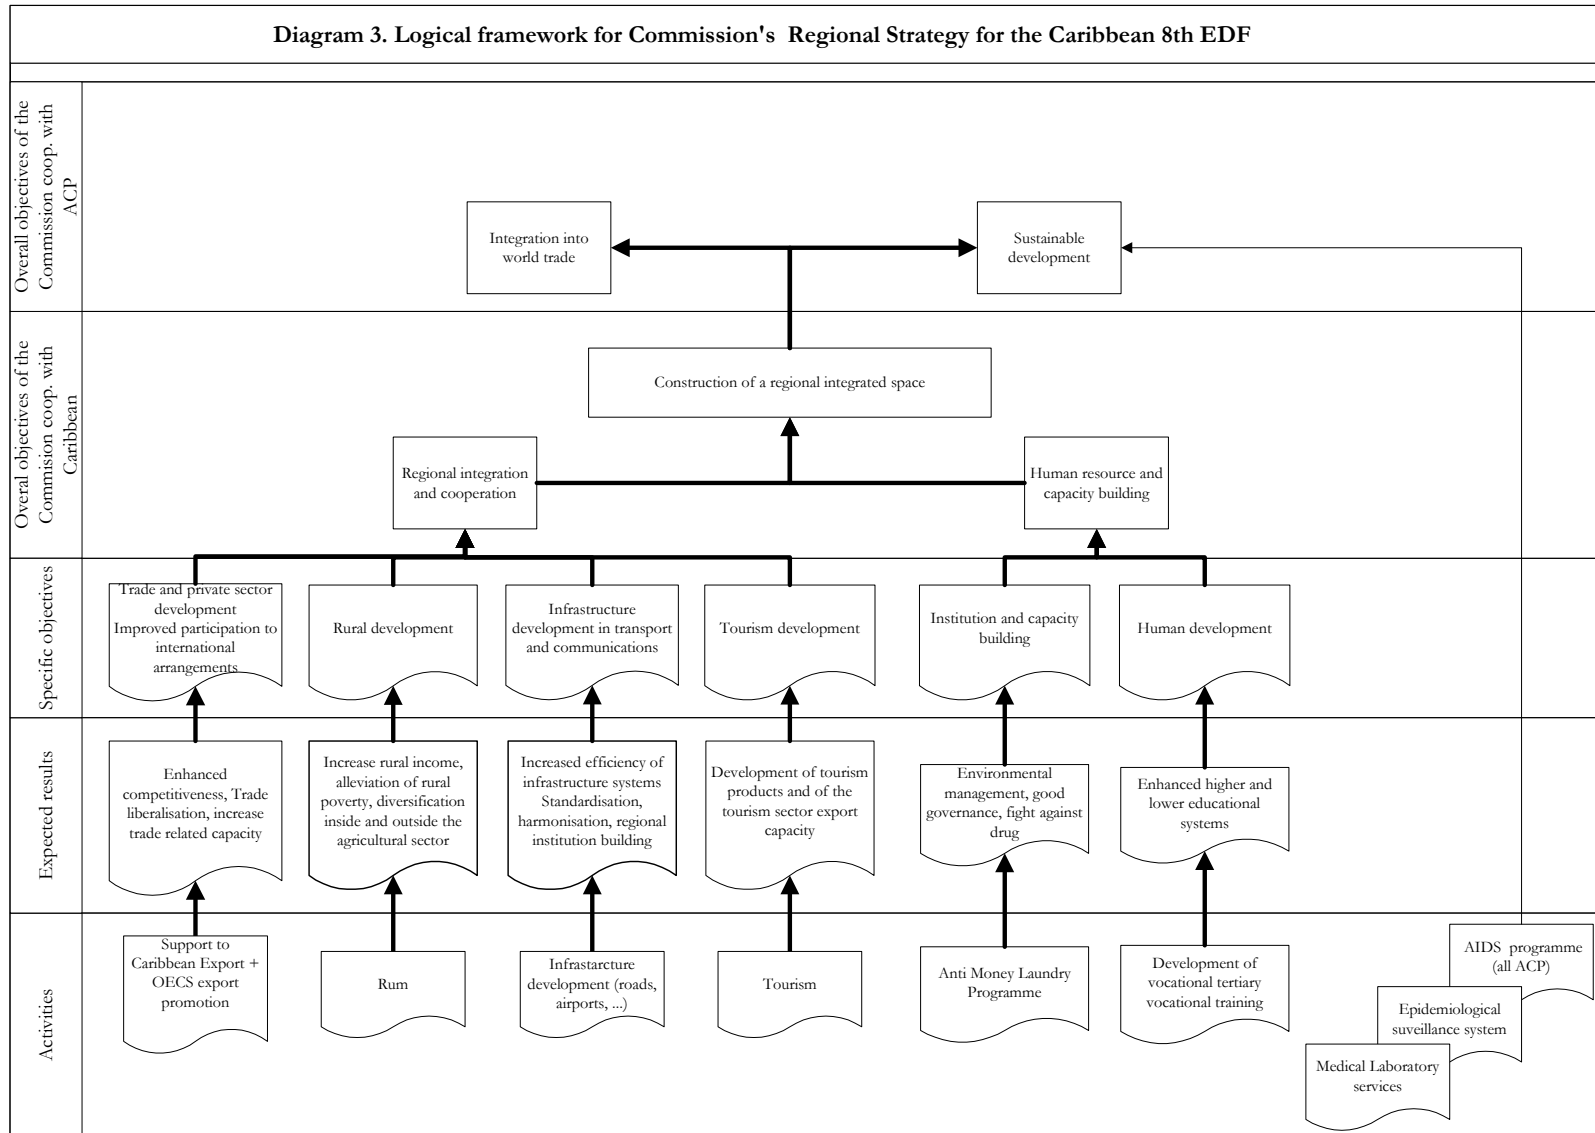 Diagram 3. Logical framework for Commission's Regional Strategy for the Caribbean 8th EDF
Overall objectives of the
Commission coop. with
ACP
Integration into
world trade
Sustainable
development
Overal objectives of the
Commision coop. with
Caribbean
Construction of a regional integrated space
Regional integration
and cooperation
Human resource and
capacity building
Specific objectives
Trade and private sector
development
Improved participation to
international
arrangements
Rural development
Infrastructure
development in transport
and communications
Tourism development
Institution and capacity
building
Human development
Expected results
Enhanced
competitiveness, Trade
liberalisation, increase
trade related capacity
Increase rural income,
alleviation of rural
poverty, diversification
inside and outside the
agricultural sector
Increased efficiency of
infrastructure systems
Standardisation,
harmonisation, regional
institution building
Development of tourism
products and of the
tourism sector export
capacity
Environmental
management, good
governance, fight against
drug
Enhanced higher and
lower educational
systems
Activities
Support to
Caribbean Export +
OECS export
promotion
Rum
Infrastarcture
development (roads,
airports, ...)
Tourism
Anti Money Laundry
Programme
Development of
vocational tertiary
vocational training
AIDS programme
(all ACP)
Epidemiological
suveillance system
Medical Laboratory
services